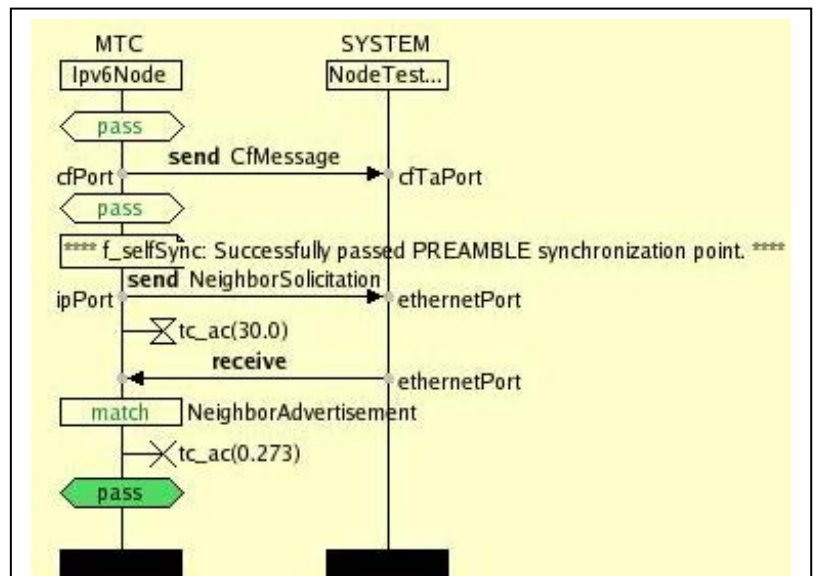 MTC SYSTEM
Ipv6Node NodeTest...
pass
send CfMessage
cfPort cfTaPort
pass
**** f_selfSync: Successfully passed PREAMBLE synchronization point. ****
send NeighborSolicitation
ipPort ethernetPort
tc_ac(30.0)
receive
ethernetPort
match NeighborAdvertisement
tc_ac(0.273)
pass